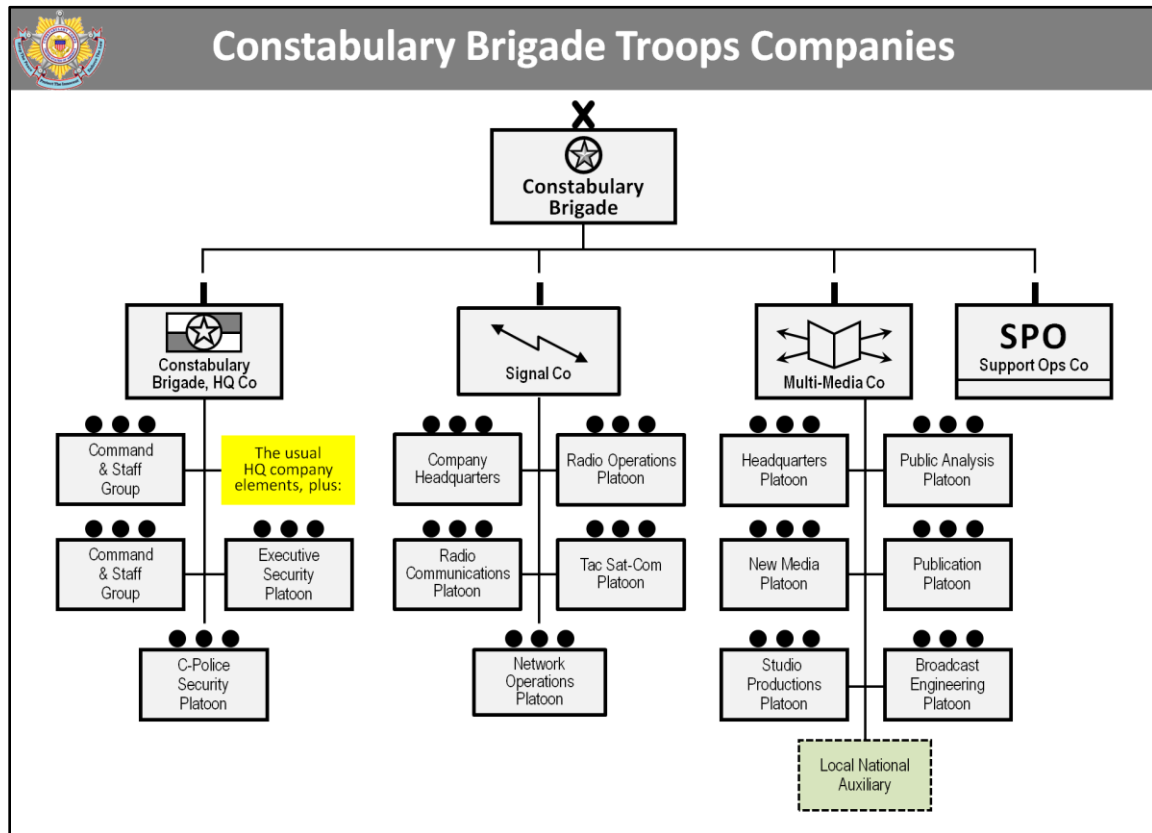 Constabulary Brigade Troops Companies
X
Constabulary
Brigade
Constabulary
Brigade, HQ Co
Signal Co
Multi-Media Co
SPO
Support Ops Co
Command
& Staff
Group
The usual
HQ company
elements, plus:
Command
& Staff
Group
Executive
Security
Platoon
C-Police
Security
Platoon
Company
Headquarters
Radio Operations
Platoon
Radio
Communications
Platoon
Tac Sat-Com
Platoon
Network
Operations
Platoon
Headquarters
Platoon
Public Analysis
Platoon
New Media
Platoon
Publication
Platoon
Studio
Productions
Platoon
Broadcast
Engineering
Platoon
Local National
Auxiliary